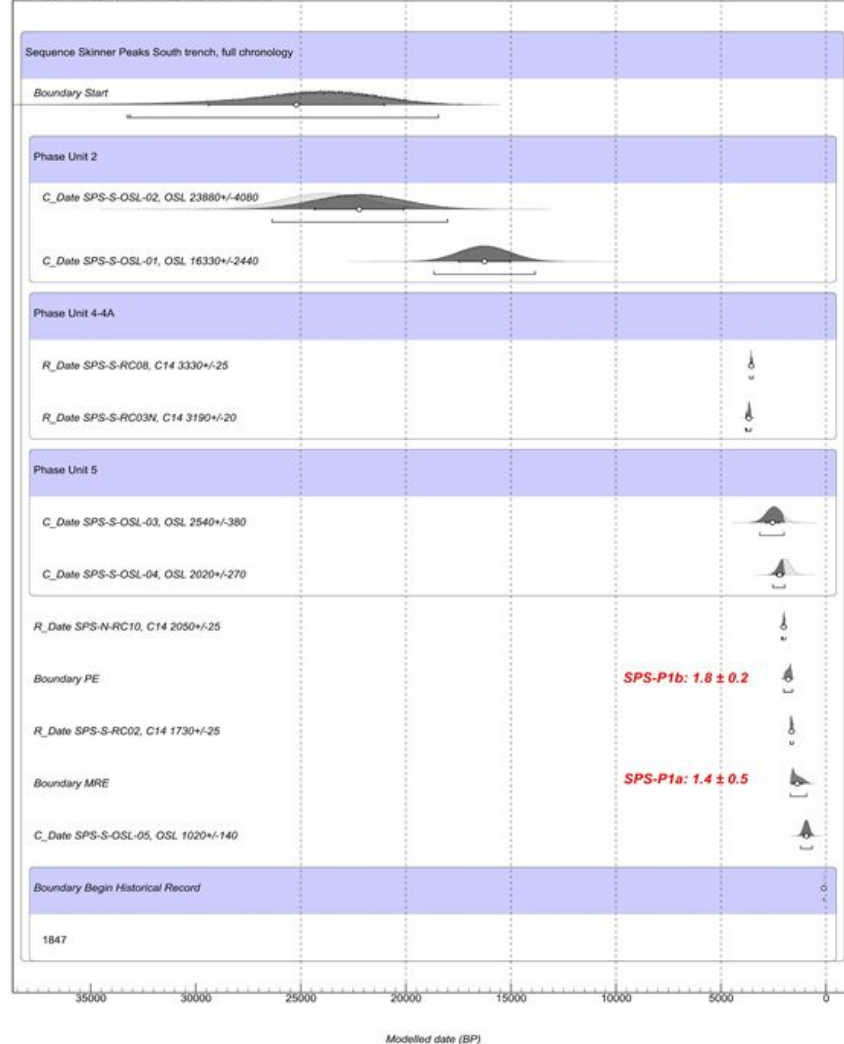 Sequence Skinner Peaks South trench, full chronology
Boundary Start
Phase Unit 2
C_Date SPS-S-OSL-02, OSL 23880+/-4080
C_Date SPS-S-OSL-01, OSL 16330+/-2440
Phase Unit 4-4A
R_Date SPS-S-RC08, C14 3330+/-25
R_Date SPS-S-RC03N, C14 3190+/-20
Phase Unit 5
C_Date SPS-S-OSL-03, OSL 2540+/-380
C_Date SPS-S-OSL-04, OSL 2020+/-270
R_Date SPS-N-RC10, C14 2050+/-25
Boundary PE SPS-P1b: 1.8 ± 0.2
R_Date SPS-S-RC02, C14 1730+/-25
Boundary MRE SPS-P1a: 1.4 ± 0.5
C_Date SPS-S-OSL-05, OSL 1020+/-140
Boundary Begin Historical Record
1847
35000 30000 25000 20000 15000 10000 5000 0
Modelled date (BP)